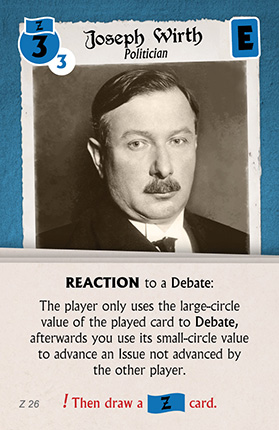 Z
3
3
Joseph Wirth
Politician
E
REACTION to a Debate:
The player only uses the large-circle
value of the played card to Debate,
afterwards you use its small-circle value
to advance an Issue not advanced by
the other player.
Z 26
! Then draw a Z card.